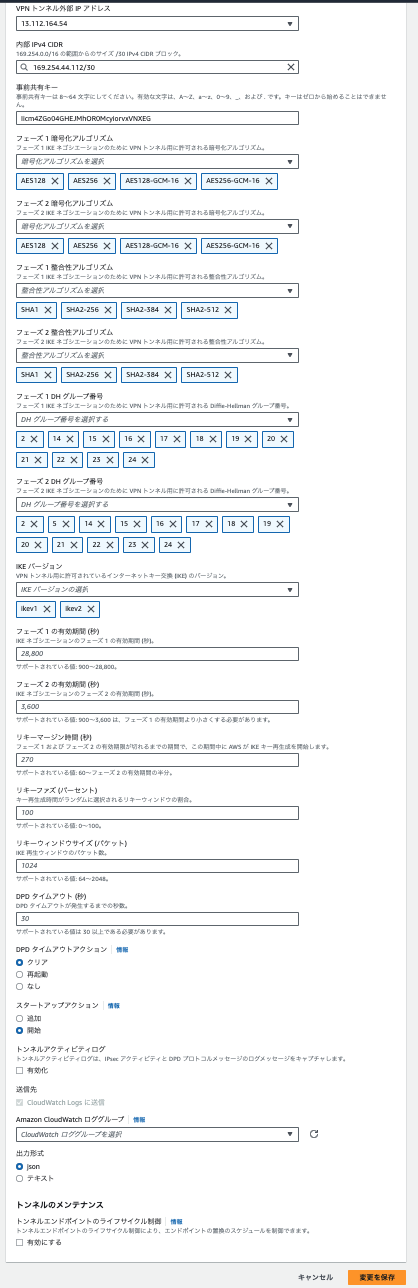 VPN トンネル外部 IP アドレス
13.112.164.54
内部 IPv4 CIDR
169.254.0.0/16 の範囲からのサイズ /30 IPv4 CIDR ブロック。
169.254.44.112/30
事前共有キー
事前共有キーは 8〜64 文字にしてください。有効な文字は、A〜Z、a〜z、0〜9、_、および . です。キーはゼロから始めることはできません。
フェーズ 1 暗号化アルゴリズム
フェーズ 1 IKE ネゴシエーションのために VPN トンネル用に許可される暗号化アルゴリズム。
暗号化アルゴリズムを選択
AES128 AES256 AES128-GCM-16 AES256-GCM-16
フェーズ 2 暗号化アルゴリズム
フェーズ 2 IKE ネゴシエーションのために VPN トンネル用に許可される暗号化アルゴリズム。
暗号化アルゴリズムを選択
AES128 AES256 AES128-GCM-16 AES256-GCM-16
フェーズ 1 整合性アルゴリズム
フェーズ 1 IKE ネゴシエーションのために VPN トンネル用に許可される整合性アルゴリズム。
整合性アルゴリズムを選択
SHA1 SHA2-256 SHA2-384 SHA2-512
フェーズ 2 整合性アルゴリズム
フェーズ 2 IKE ネゴシエーションのために VPN トンネル用に許可される整合性アルゴリズム。
整合性アルゴリズムを選択
SHA1 SHA2-256 SHA2-384 SHA2-512
フェーズ 1 DH グループ番号
フェーズ 1 IKE ネゴシエーションのために VPN トンネル用に許可される Diffie-Hellman グループ番号。
DH グループ番号を選択する
2 14 15 16 17 18 19 20
21 22 23 24
フェーズ 2 DH グループ番号
フェーズ 2 IKE ネゴシエーションのために VPN トンネル用に許可される Diffie-Hellman グループ番号。
DH グループ番号を選択する
2 5 14 15 16 17 18 19
20 21 22 23 24
IKE バージョン
VPN トンネル用に許可されているインターネットキー交換 (IKE) のバージョン。
IKE バージョンの選択
ikev1 ikev2
フェーズ 1 の有効期間 (秒)
IKE ネゴシエーションのフェーズ 1 の有効期間 (秒)。
28,800
サポートされている値: 900〜28,800。
フェーズ 2 の有効期間 (秒)
IKE ネゴシエーションのフェーズ 2 の有効期間 (秒)。
3,600
サポートされている値: 900〜3,600 は、フェーズ 1 の有効期間より小さくする必要があります。
リキーマージン時間 (秒)
フェーズ 1 および フェーズ 2 の有効期限が切れるまでの期間で、この期間中に AWS が IKE キー再生成を開始します。
270
サポートされている値: 60〜フェーズ 2 の有効期間の半分。
リキーファズ (パーセント)
キー再生成時間がランダムに選択されるリキーウィンドウの割合。
100
サポートされている値: 0〜100。
リキーウィンドウサイズ (パケット)
IKE 再生ウィンドウのパケット数。
1024
サポートされている値: 64〜2048。
DPD タイムアウト (秒)
DPD タイムアウトが発生するまでの秒数。
30
サポートされている値は 30 以上である必要があります。
DPD タイムアウトアクション 情報
クリア
再起動
なし
スタートアップアクション 情報
追加
開始
トンネルアクティビティログ
トンネルアクティビティログは、IPsec アクティビティと DPD プロトコルメッセージのログメッセージをキャプチャします。
有効化
送信先
CloudWatch Logs に送信
Amazon CloudWatch ロググループ 情報
CloudWatch ロググループを選択
出力形式
json
テキスト
トンネルのメンテナンス
トンネルエンドポイントのライフサイクル制御 情報
トンネルエンドポイントのライフサイクル制御により、エンドポイントの置換のスケジュールを制御できます。
有効にする
キャンセル 変更を保存